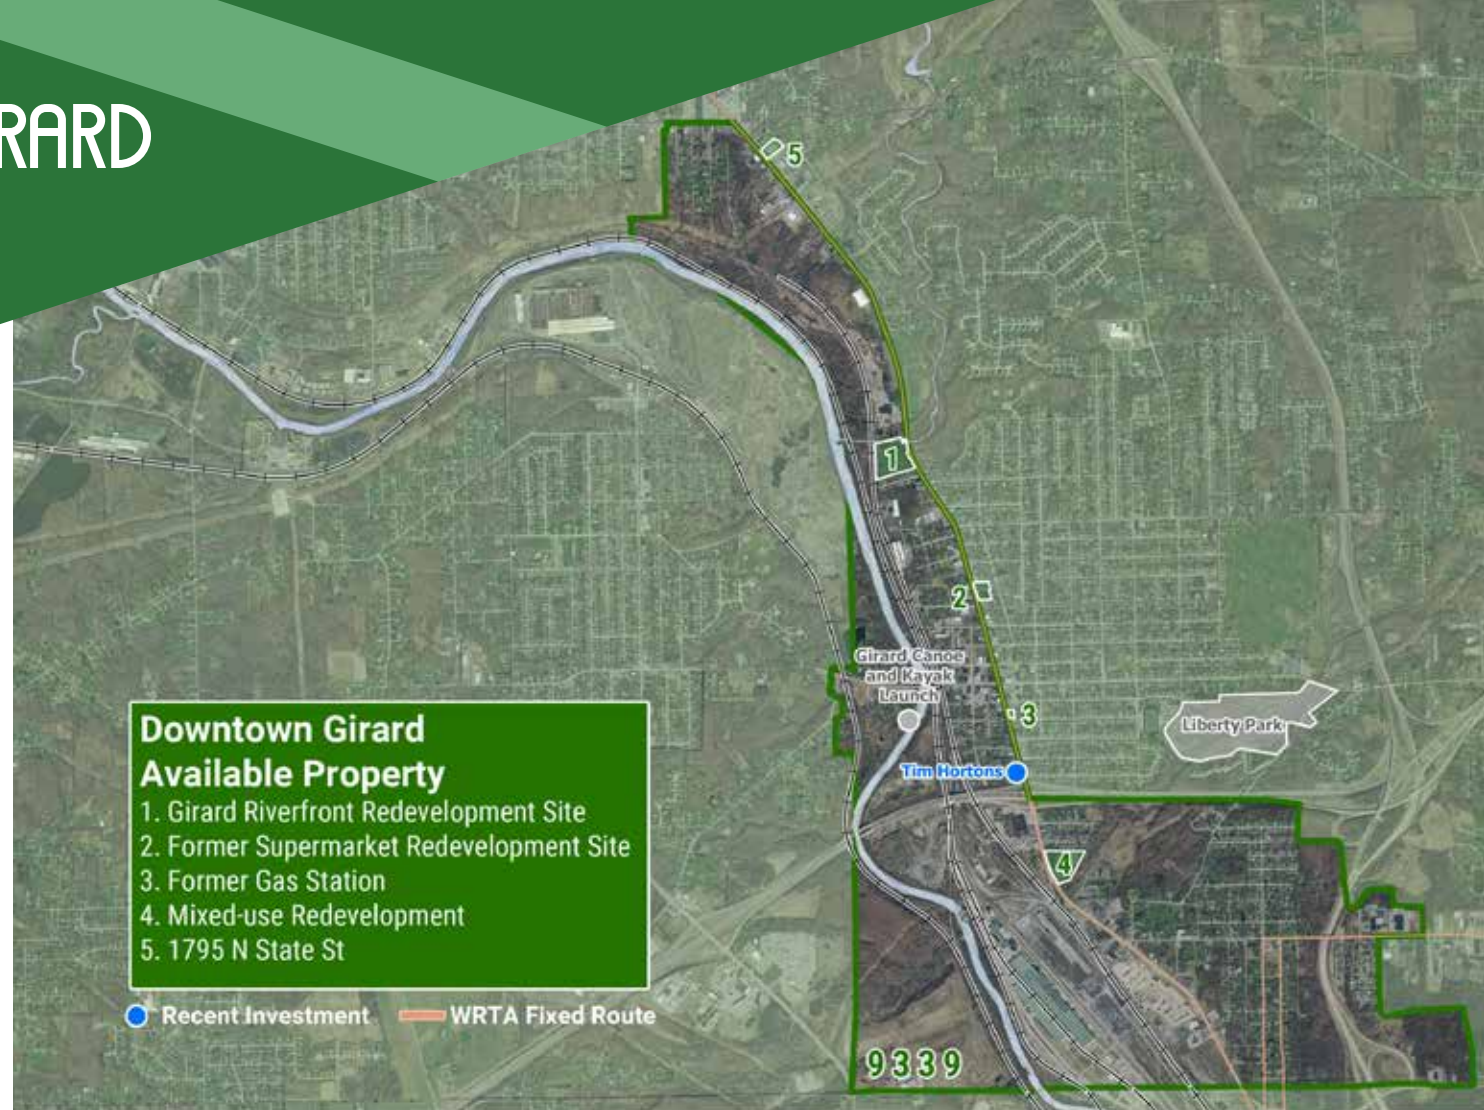 RARD
5
1
2
Girard Canoe
and Kayak
Launch
3
Liberty Park
Tim Hortons
4
Downtown Girard
Available Property
1. Girard Riverfront Redevelopment Site
2. Former Supermarket Redevelopment Site
3. Former Gas Station
4. Mixed-use Redevelopment
5. 1795 N State St
Recent Investment
WRTA Fixed Route
9339